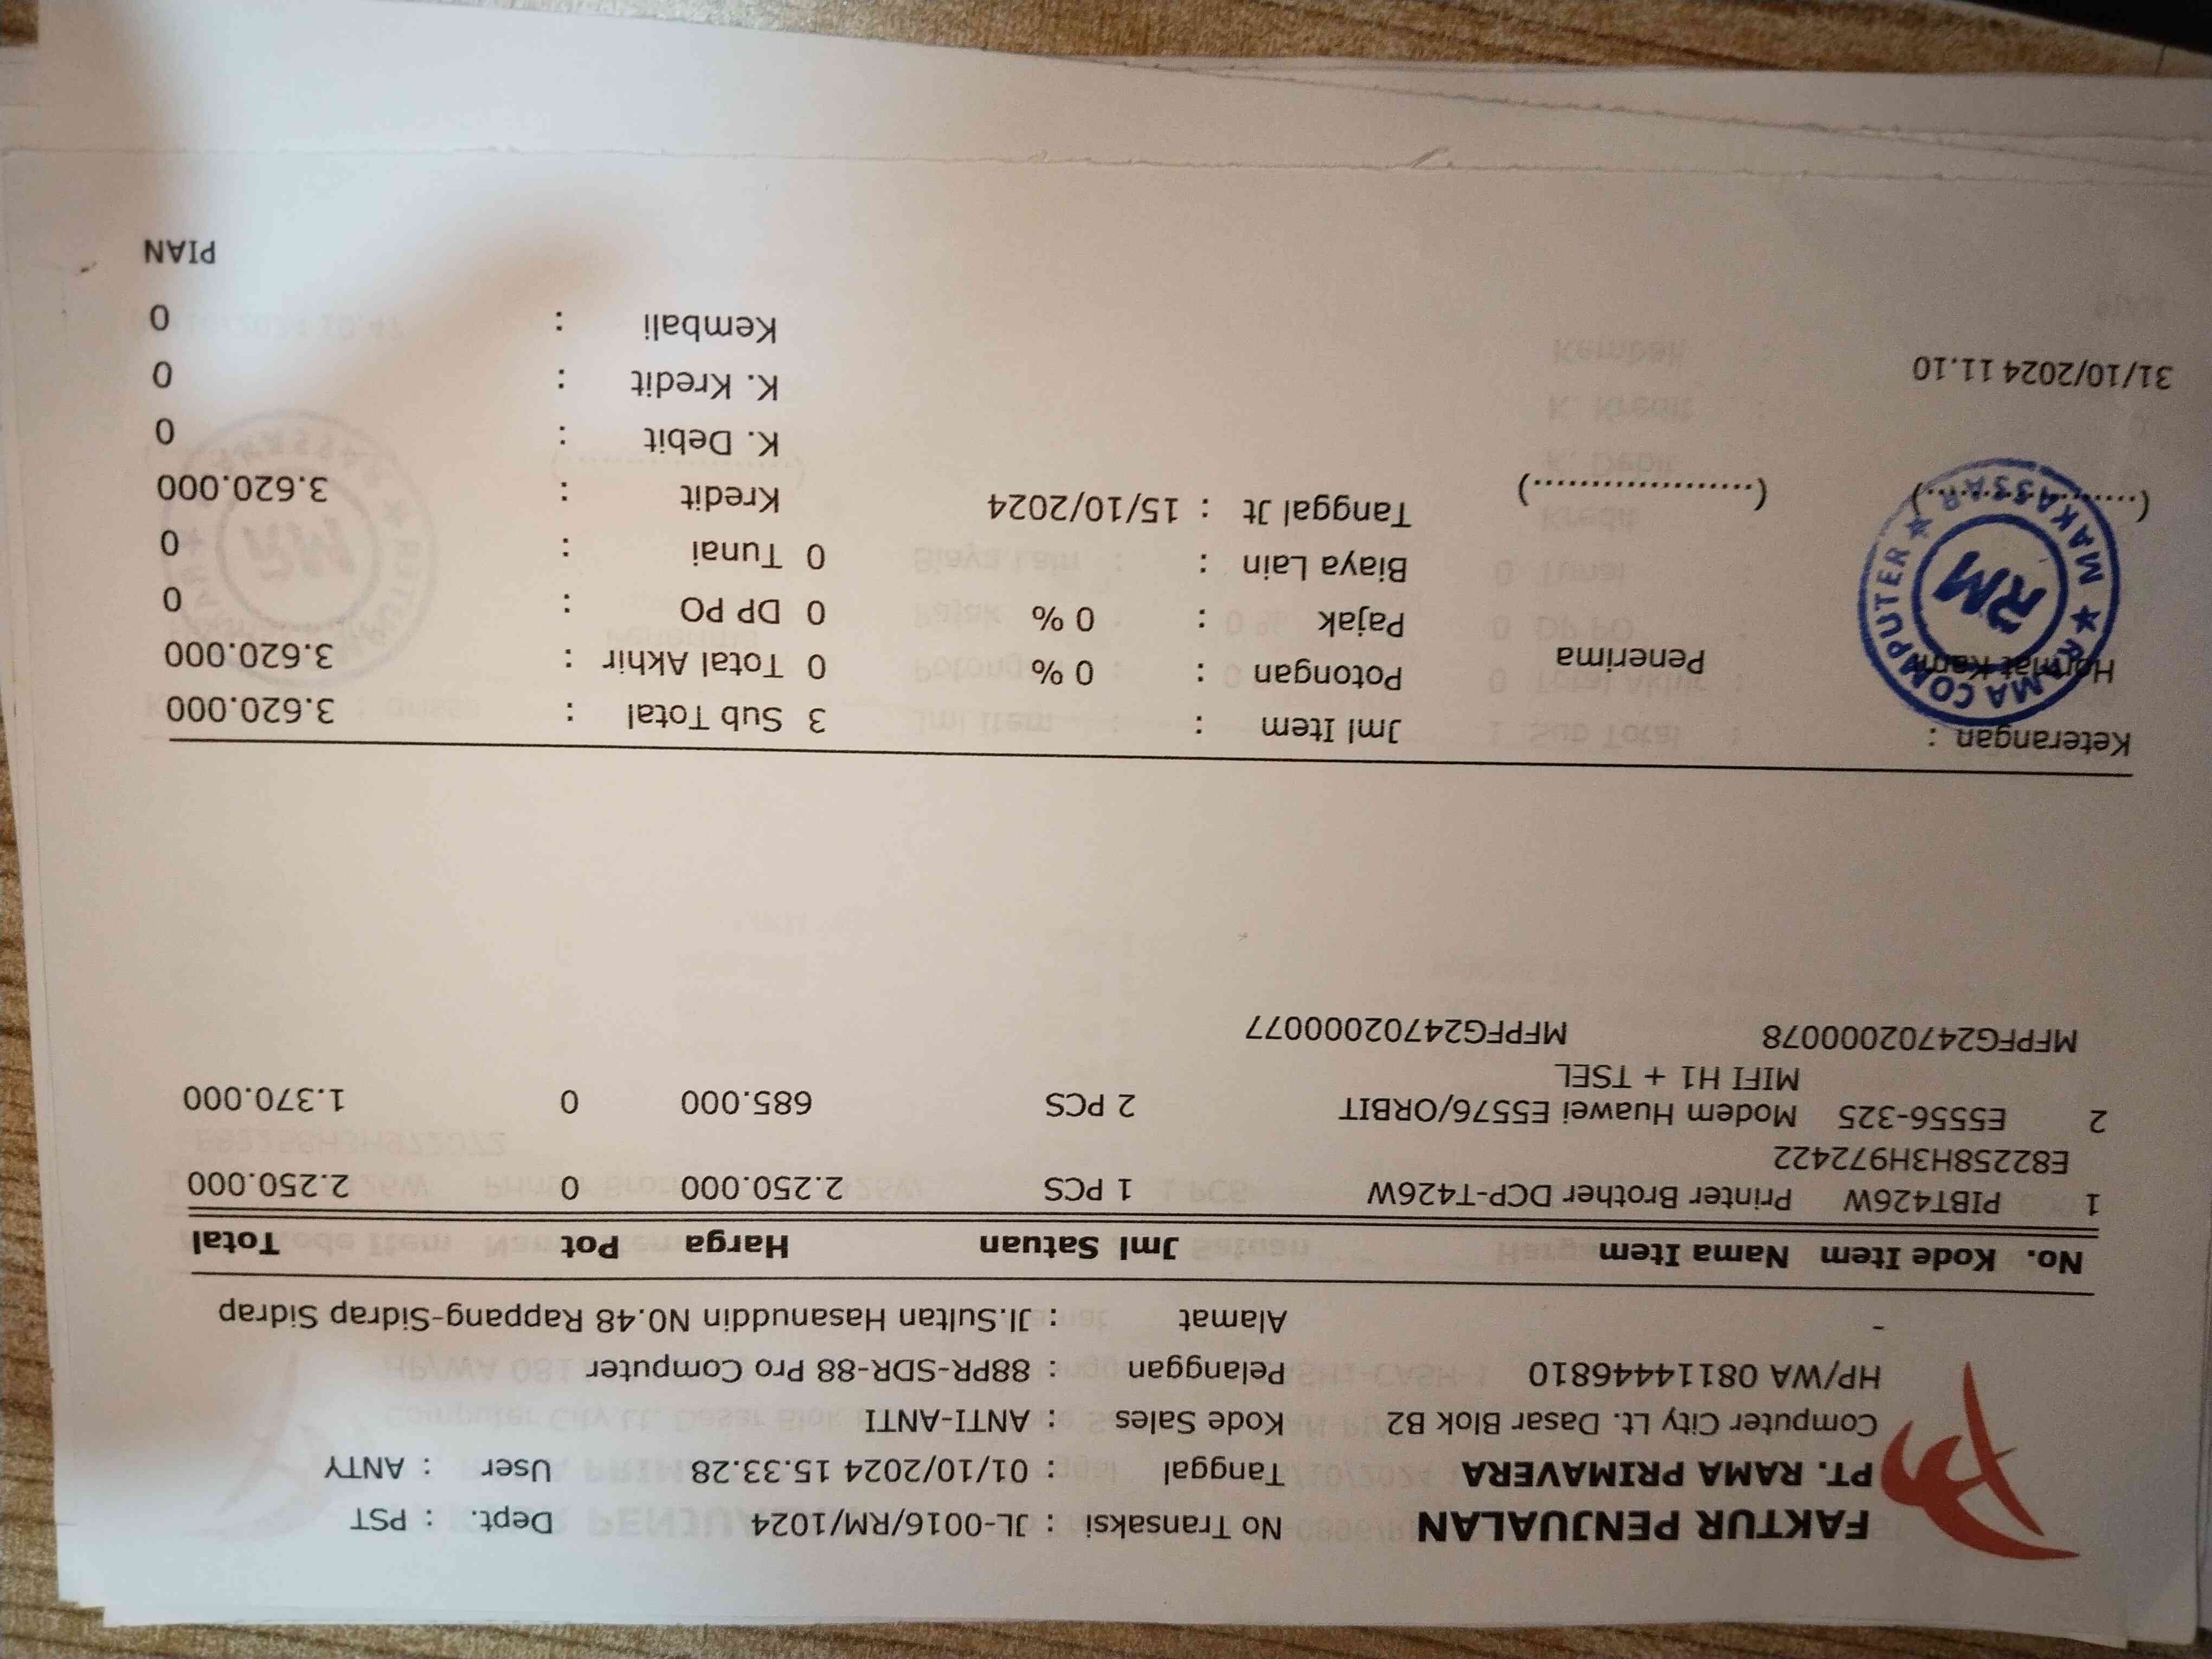 FAKTUR PENJUALAN
PT. RAMA PRIMAVERA
Computer City Lt. Dasar Blok B2
HP/WA 08114446810
-
No Transaksi : JL-0016/RM/1024 Dept. : PST
Tanggal : 01/10/2024 15.33.28 User : ANTY
Kode Sales : ANTI-ANTI
Pelanggan : 88PR-SDR-88 Pro Computer
Alamat : Jl.Sultan Hasanuddin N0.48 Rappang-Sidrap Sidrap
No. Kode Item Nama Item Jml Satuan Harga Pot Total
1 PIBT426W Printer Brother DCP-T426W 1 PCS 2.250.000 0 2.250.000
E82258H3H972422
2 E5556-325 Modem Huawei E5576/ORBIT 2 PCS 685.000 0 1.370.000
MIFI H1 + TSEL
MFPFG24702000078 MFPFG24702000077
Keterangan :
Hormat Kami
Penerima
(....................)
(....................)
RAMA COMPUTER ★ MAKASSAR ★
RM
31/10/2024 11.10
Jml Item : 3 Sub Total : 3.620.000
Potongan : 0 % 0 Total Akhir : 3.620.000
Pajak : 0 % 0 DP PO : 0
Biaya Lain : 0 Tunai : 0
Tanggal Jt : 15/10/2024 Kredit : 3.620.000
K. Debit : 0
K. Kredit : 0
Kembali : 0
PIAN